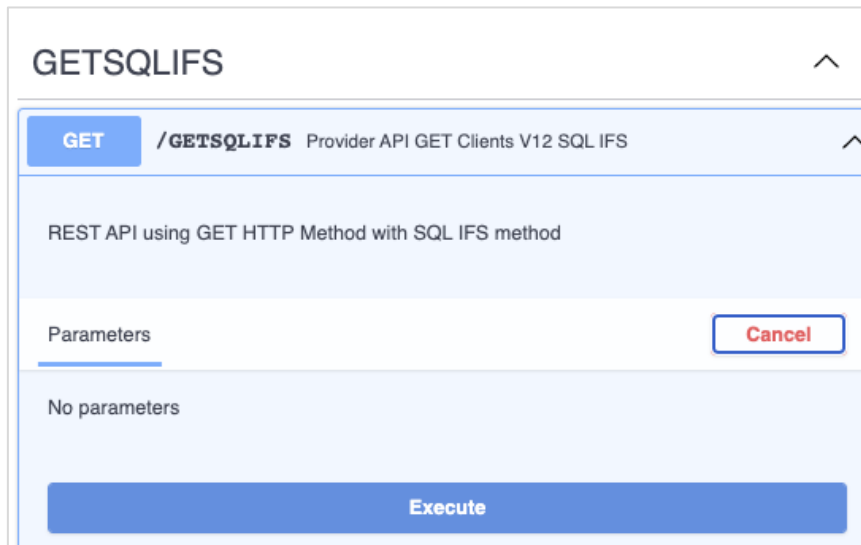 GETSQLIFS
GET /GETSQLIFS Provider API GET Clients V12 SQL IFS
REST API using GET HTTP Method with SQL IFS method
Parameters Cancel
No parameters
Execute